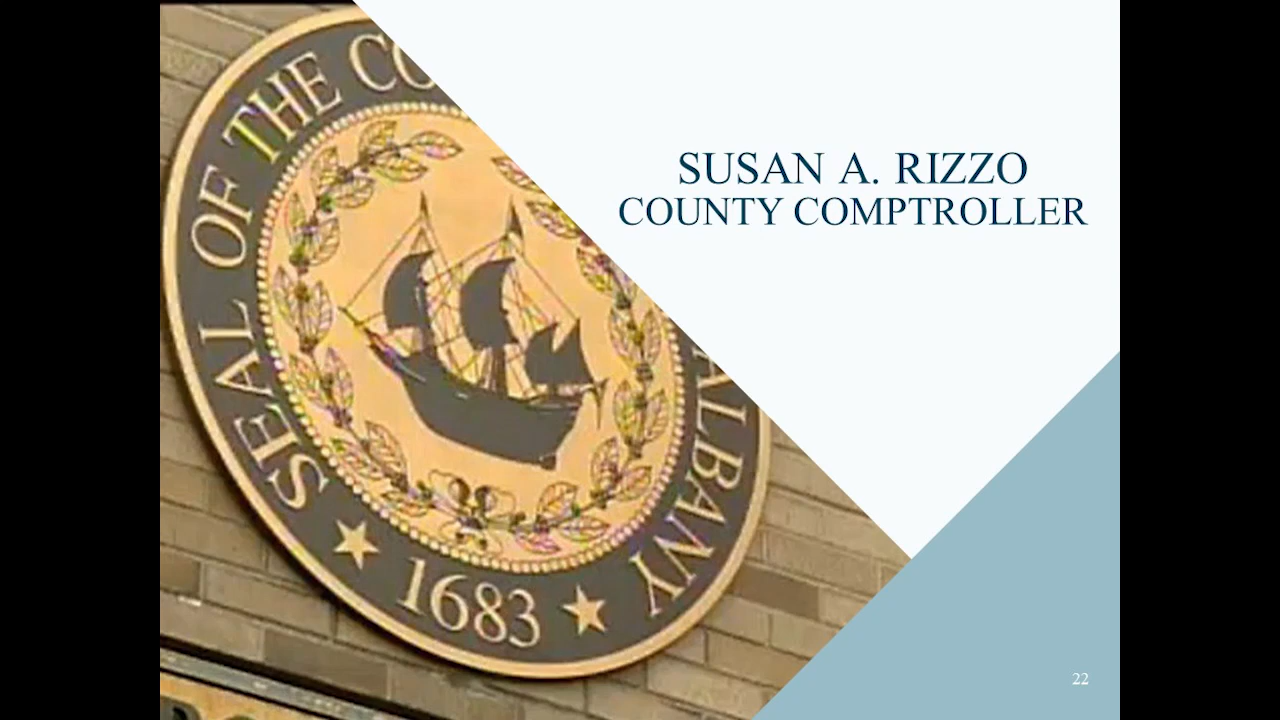 SEAL OF THE CO
ALBANY
1683
SUSAN A. RIZZO
COUNTY COMPTROLLER
22